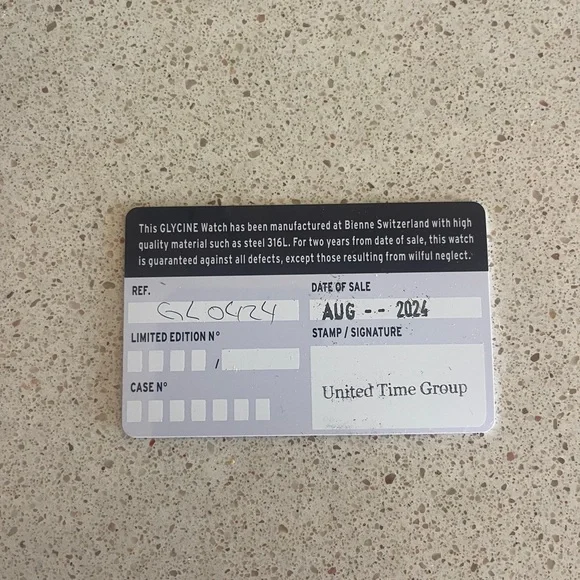 This GLYCINE Watch has been manufactured at Bienne Switzerland with high
quality material such as steel 316L. For two years from date of sale, this watch
is guaranteed against all defects, except those resulting from wilful neglect.
REF.
GL0424
DATE OF SALE
AUG -- 2024
LIMITED EDITION N°
/
STAMP / SIGNATURE
United Time Group
CASE N°